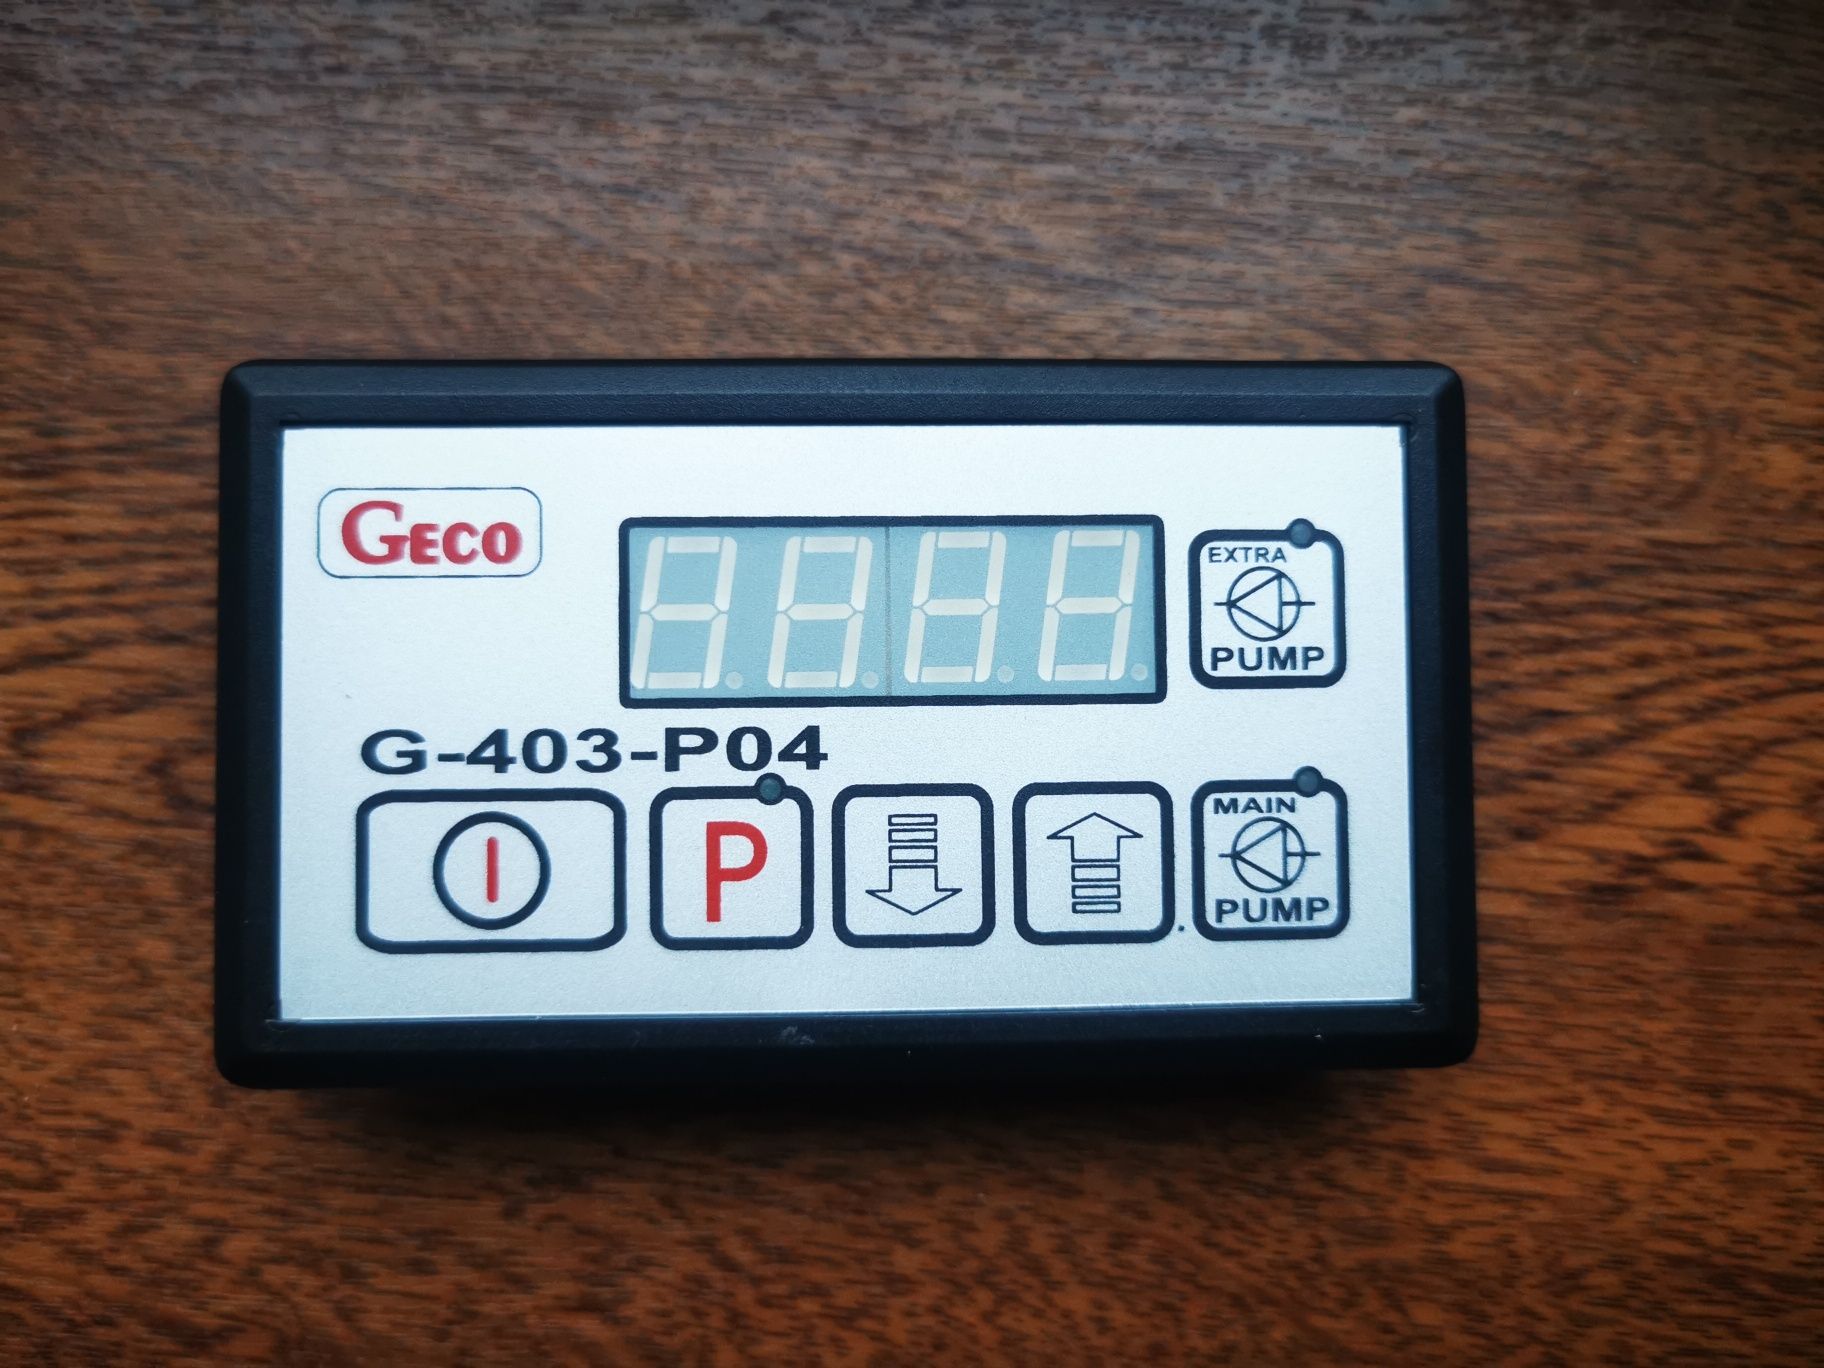 GECO
EXTRA
PUMP
G-403-P04
I
P
MAIN
PUMP